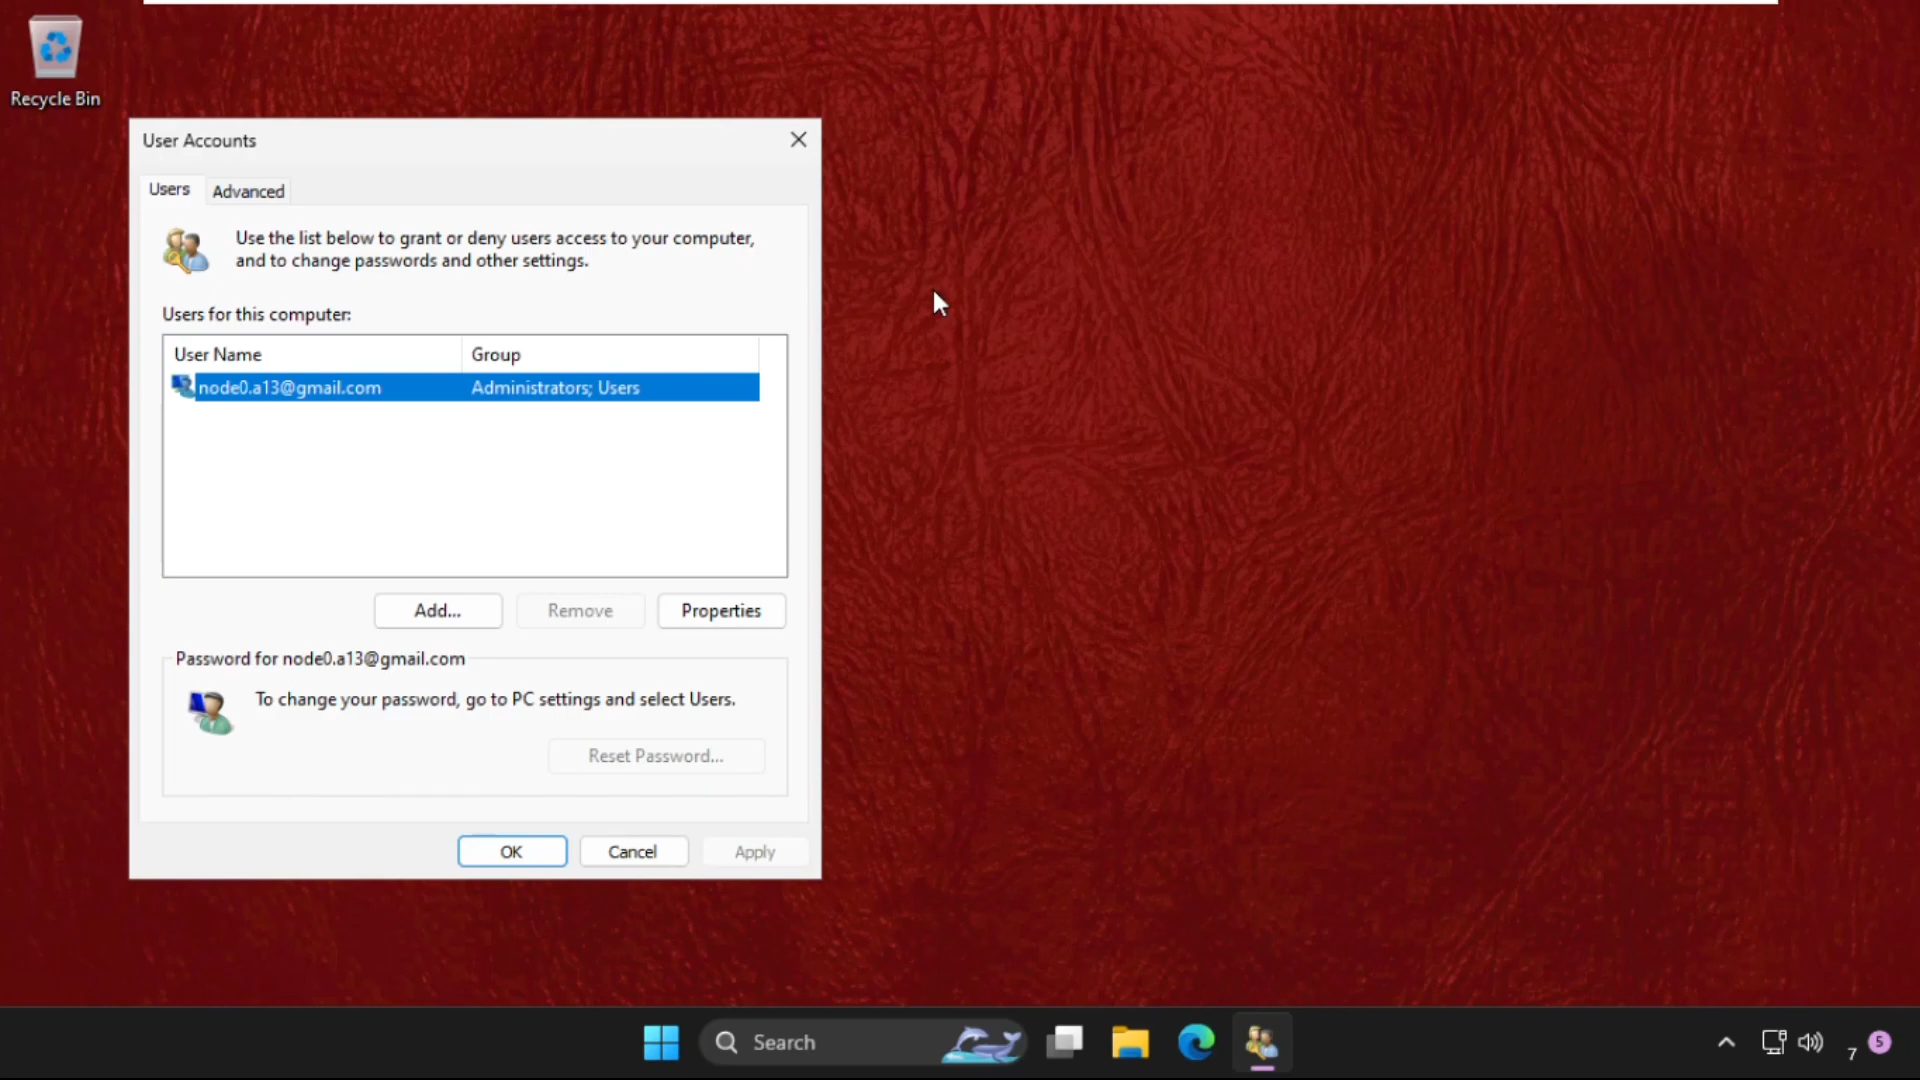 Recycle Bin
User Accounts
Users
Advanced
Use the list below to grant or deny users access to your computer,
and to change passwords and other settings.
Users for this computer:
User Name Group
node0.a13@gmail.com Administrators; Users
Add... Remove Properties
Password for node0.a13@gmail.com
To change your password, go to PC settings and select Users.
Reset Password...
OK Cancel Apply
Search
7 5